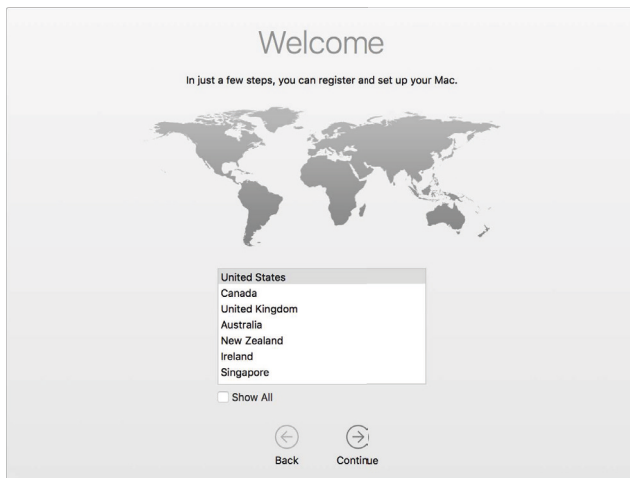 Welcome
In just a few steps, you can register and set up your Mac.
United States
Canada
United Kingdom
Australia
New Zealand
Ireland
Singapore
Show All
Back
Continue